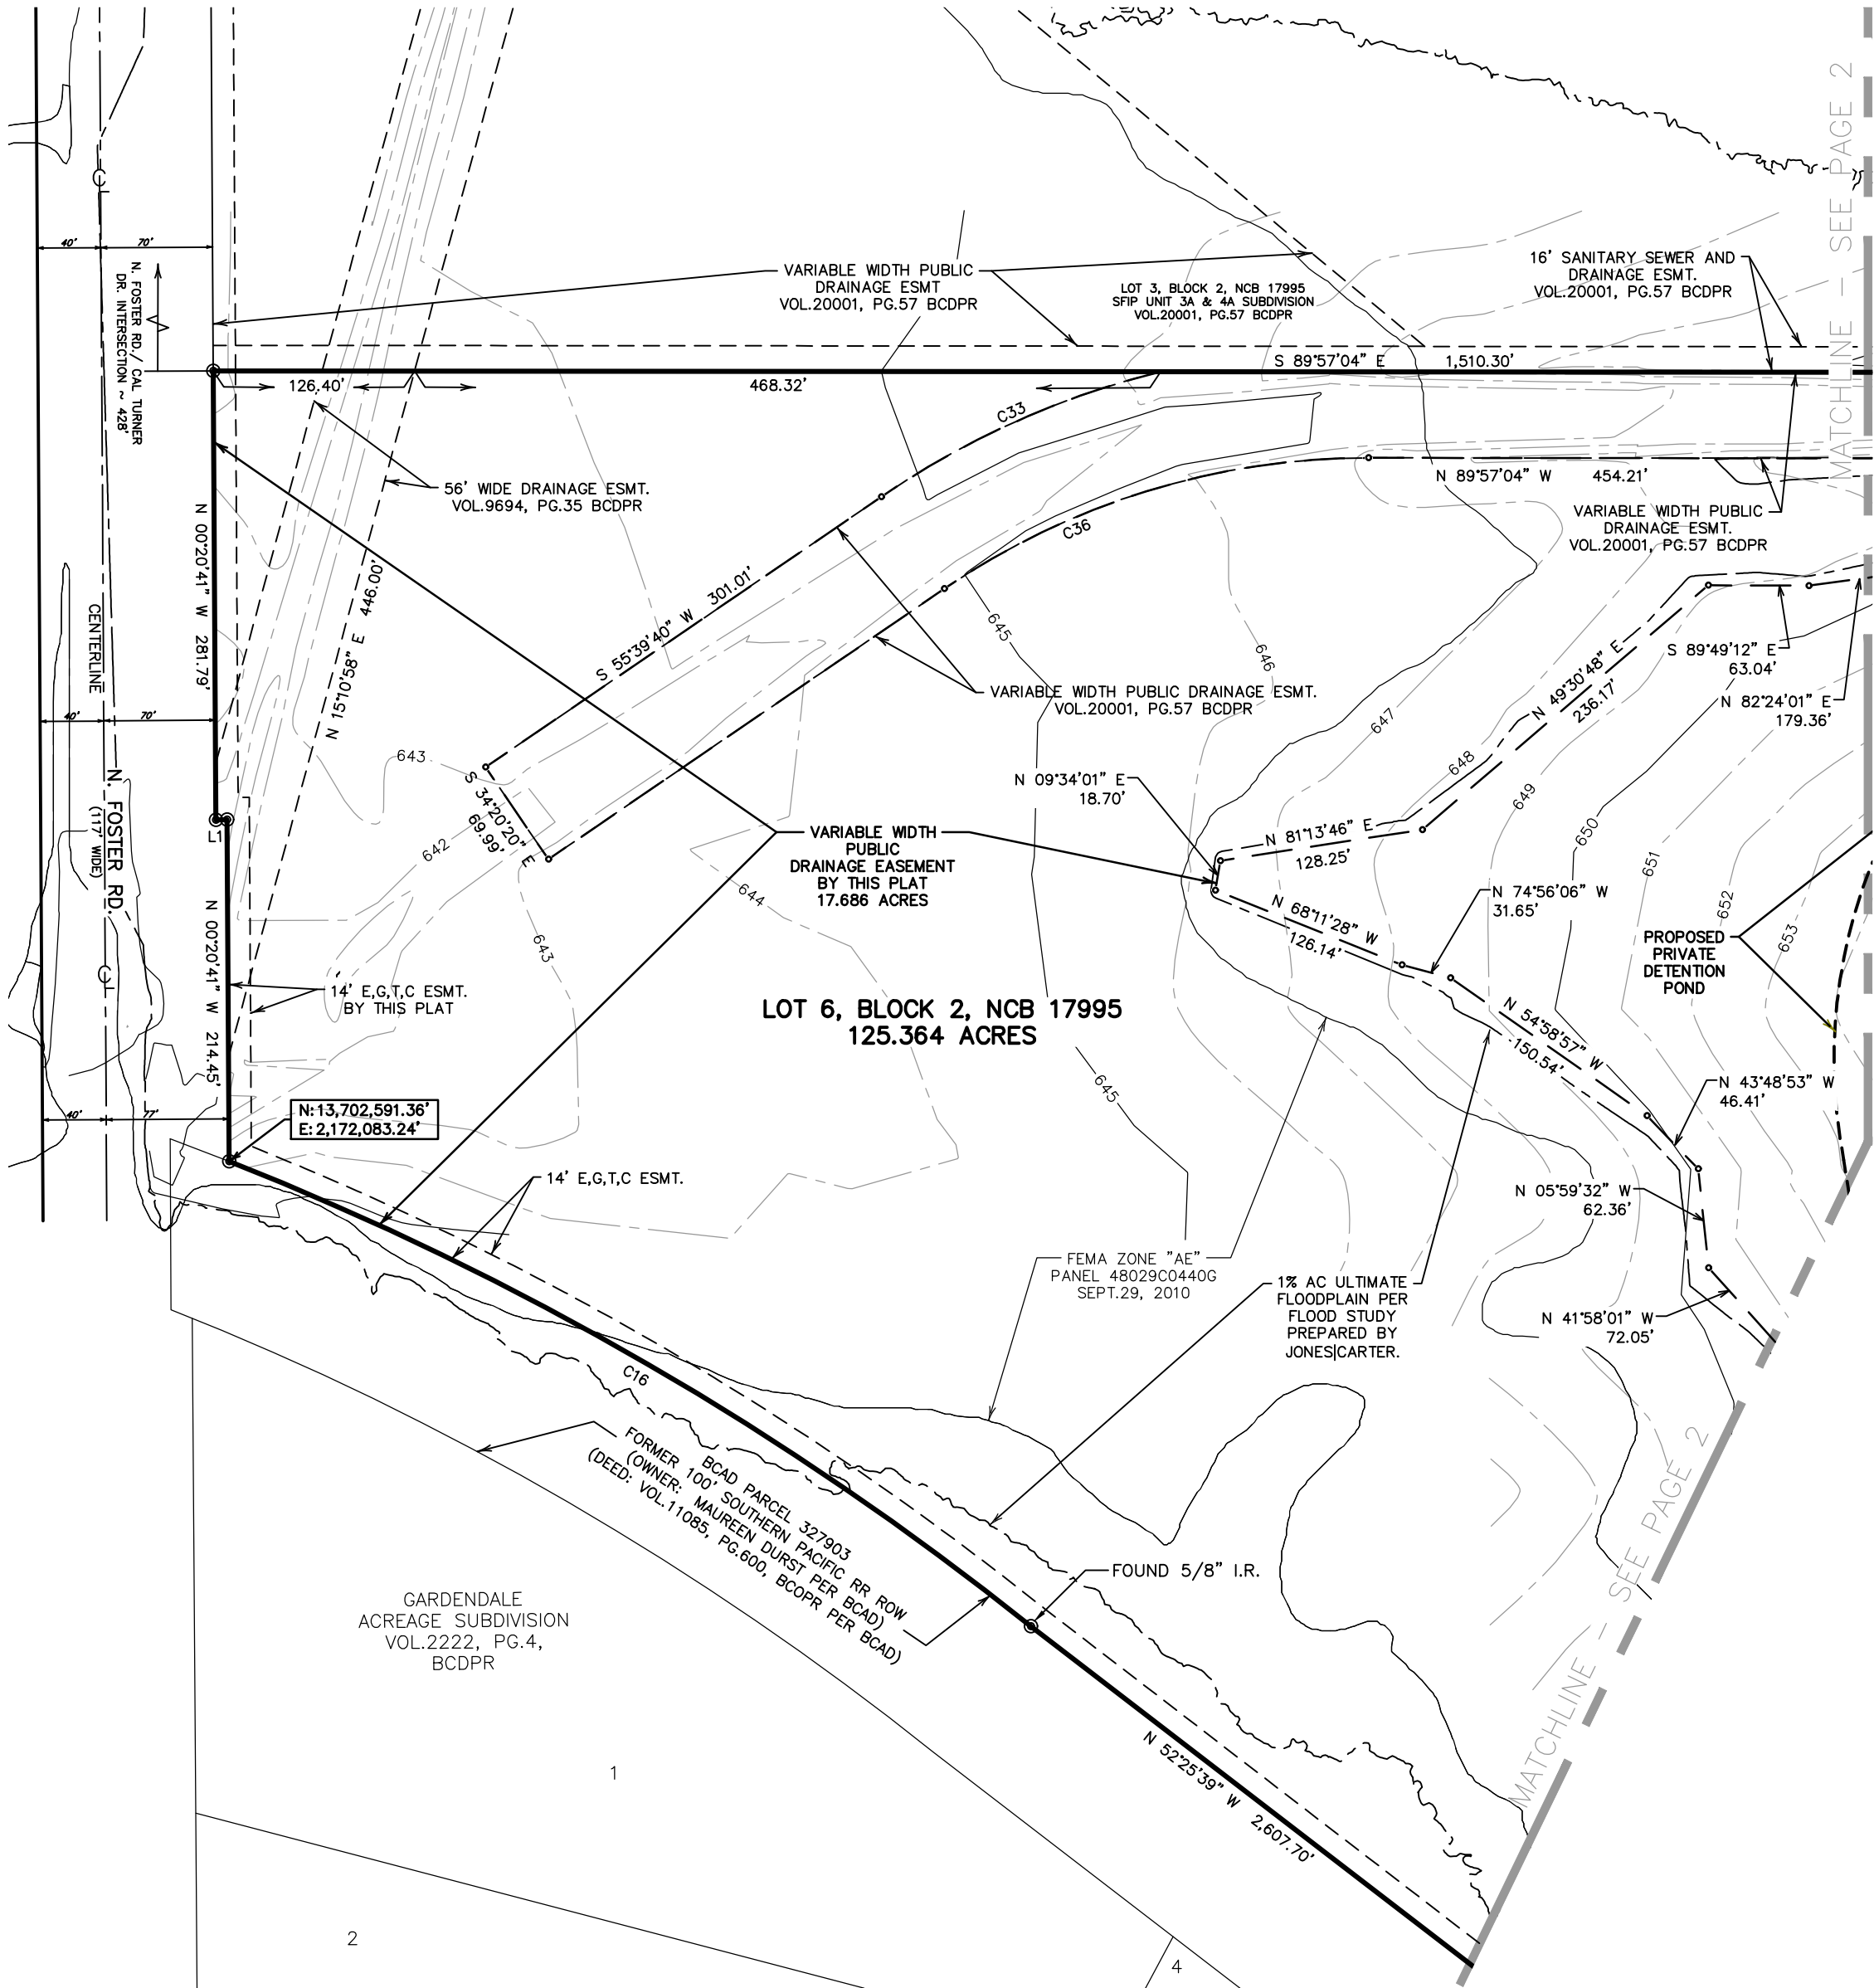 MATCHLINE - SEE PAGE 2
40'
70'
N. FOSTER RD./ CAL TURNER
DR. INTERSECTION ~ 428'
VARIABLE WIDTH PUBLIC
DRAINAGE ESMT
VOL.20001, PG.57 BCDPR
LOT 3, BLOCK 2, NCB 17995
SFIP UNIT 3A & 4A SUBDIVISION
VOL.20001, PG.57 BCDPR
16' SANITARY SEWER AND
DRAINAGE ESMT.
VOL.20001, PG.57 BCDPR
S 89°57'04" E 1,510.30'
126.40'
468.32'
C33
56' WIDE DRAINAGE ESMT.
VOL.9694, PG.35 BCDPR
N 89°57'04" W 454.21'
C36
VARIABLE WIDTH PUBLIC
DRAINAGE ESMT.
VOL.20001, PG.57 BCDPR
N 00°20'41" W 281.79'
N 15°10'58" E 446.00'
S 55°39'40" W 301.01'
CENTERLINE
645
646
647
648
649
650
651
652
653
N 49°30'48" E
236.17'
S 89°49'12" E
63.04'
N 82°24'01" E
179.36'
VARIABLE WIDTH PUBLIC DRAINAGE ESMT.
VOL.20001, PG.57 BCDPR
40'
70'
643
S 34°20'20" E
69.99'
N 09°34'01" E
18.70'
N. FOSTER RD.
(117' WIDE)
L1
642
VARIABLE WIDTH
PUBLIC
DRAINAGE EASEMENT
BY THIS PLAT
17.686 ACRES
N 81°13'46" E
128.25'
644
643
N 68°11'28" W
126.14'
N 74°56'06" W
31.65'
PROPOSED
PRIVATE
DETENTION
POND
N 00°20'41" W 214.45'
14' E,G,T,C ESMT.
BY THIS PLAT
LOT 6, BLOCK 2, NCB 17995
125.364 ACRES
N 54°58'57" W
150.54'
645
N 43°48'53" W
46.41'
40'
77'
N: 13,702,591.36'
E: 2,172,083.24'
14' E,G,T,C ESMT.
N 05°59'32" W
62.36'
FEMA ZONE "AE"
PANEL 48029C0440G
SEPT.29, 2010
1% AC ULTIMATE
FLOODPLAIN PER
FLOOD STUDY
PREPARED BY
JONES|CARTER.
N 41°58'01" W
72.05'
C16
BCAD PARCEL 327903
FORMER 100' SOUTHERN PACIFIC RR ROW
(OWNER: MAUREEN DURST PER BCAD)
(DEED: VOL.11085, PG.600, BCOPR PER BCAD)
FOUND 5/8" I.R.
GARDENDALE
ACREAGE SUBDIVISION
VOL.2222, PG.4,
BCDPR
MATCHLINE - SEE PAGE 2
N 52°25'39" W 2,607.70'
1
2
4